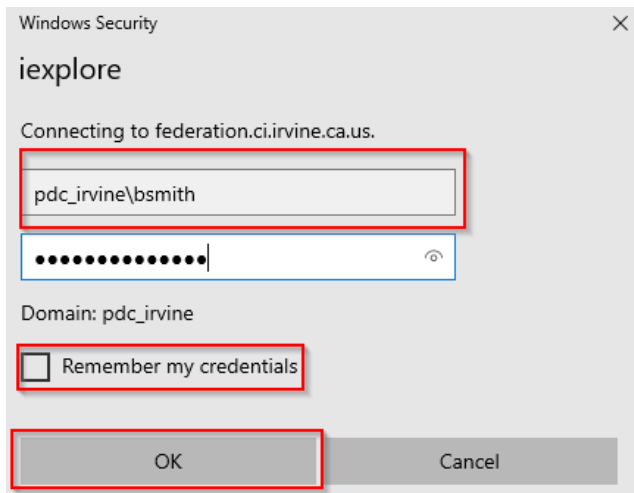 Windows Security
iexplore
Connecting to federation.ci.irvine.ca.us.
pdc_irvine\bsmith
Domain: pdc_irvine
Remember my credentials
OK
Cancel